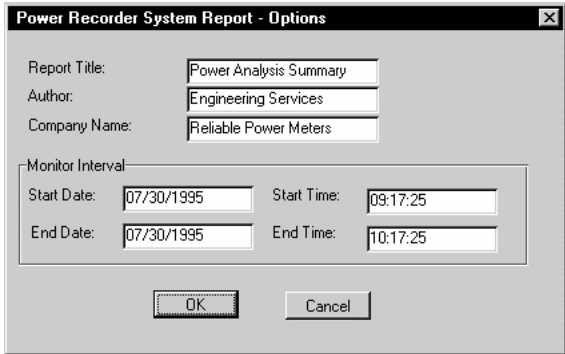 Power Recorder System Report - Options
Report Title: Power Analysis Summary
Author: Engineering Services
Company Name: Reliable Power Meters
Monitor Interval
Start Date: 07/30/1995 Start Time: 09:17:25
End Date: 07/30/1995 End Time: 10:17:25
OK Cancel